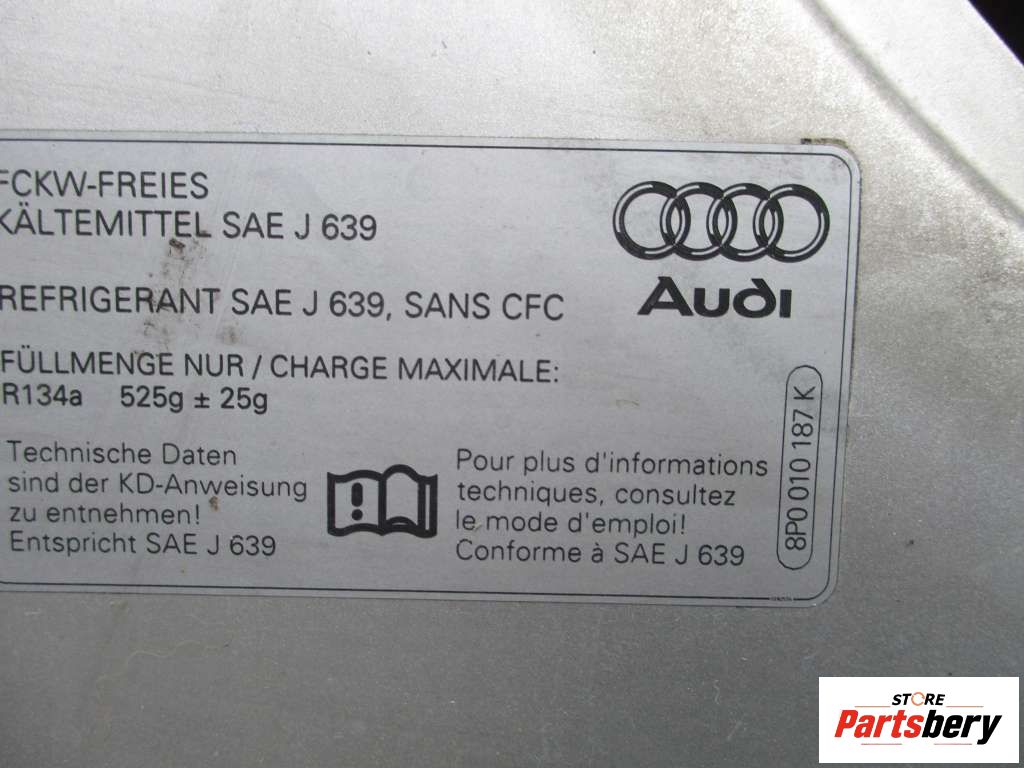 FCKW-FREIES
KÄLTEMITTEL SAE J 639
REFRIGERANT SAE J 639, SANS CFC
FÜLLMENGE NUR / CHARGE MAXIMALE:
R134a 525g ± 25g
Technische Daten
sind der KD-Anweisung
zu entnehmen!
Entspricht SAE J 639
Pour plus d'informations
techniques, consultez
le mode d'emploi!
Conforme à SAE J 639
Audi
8P0 010 187 K
STORE
Partsbery